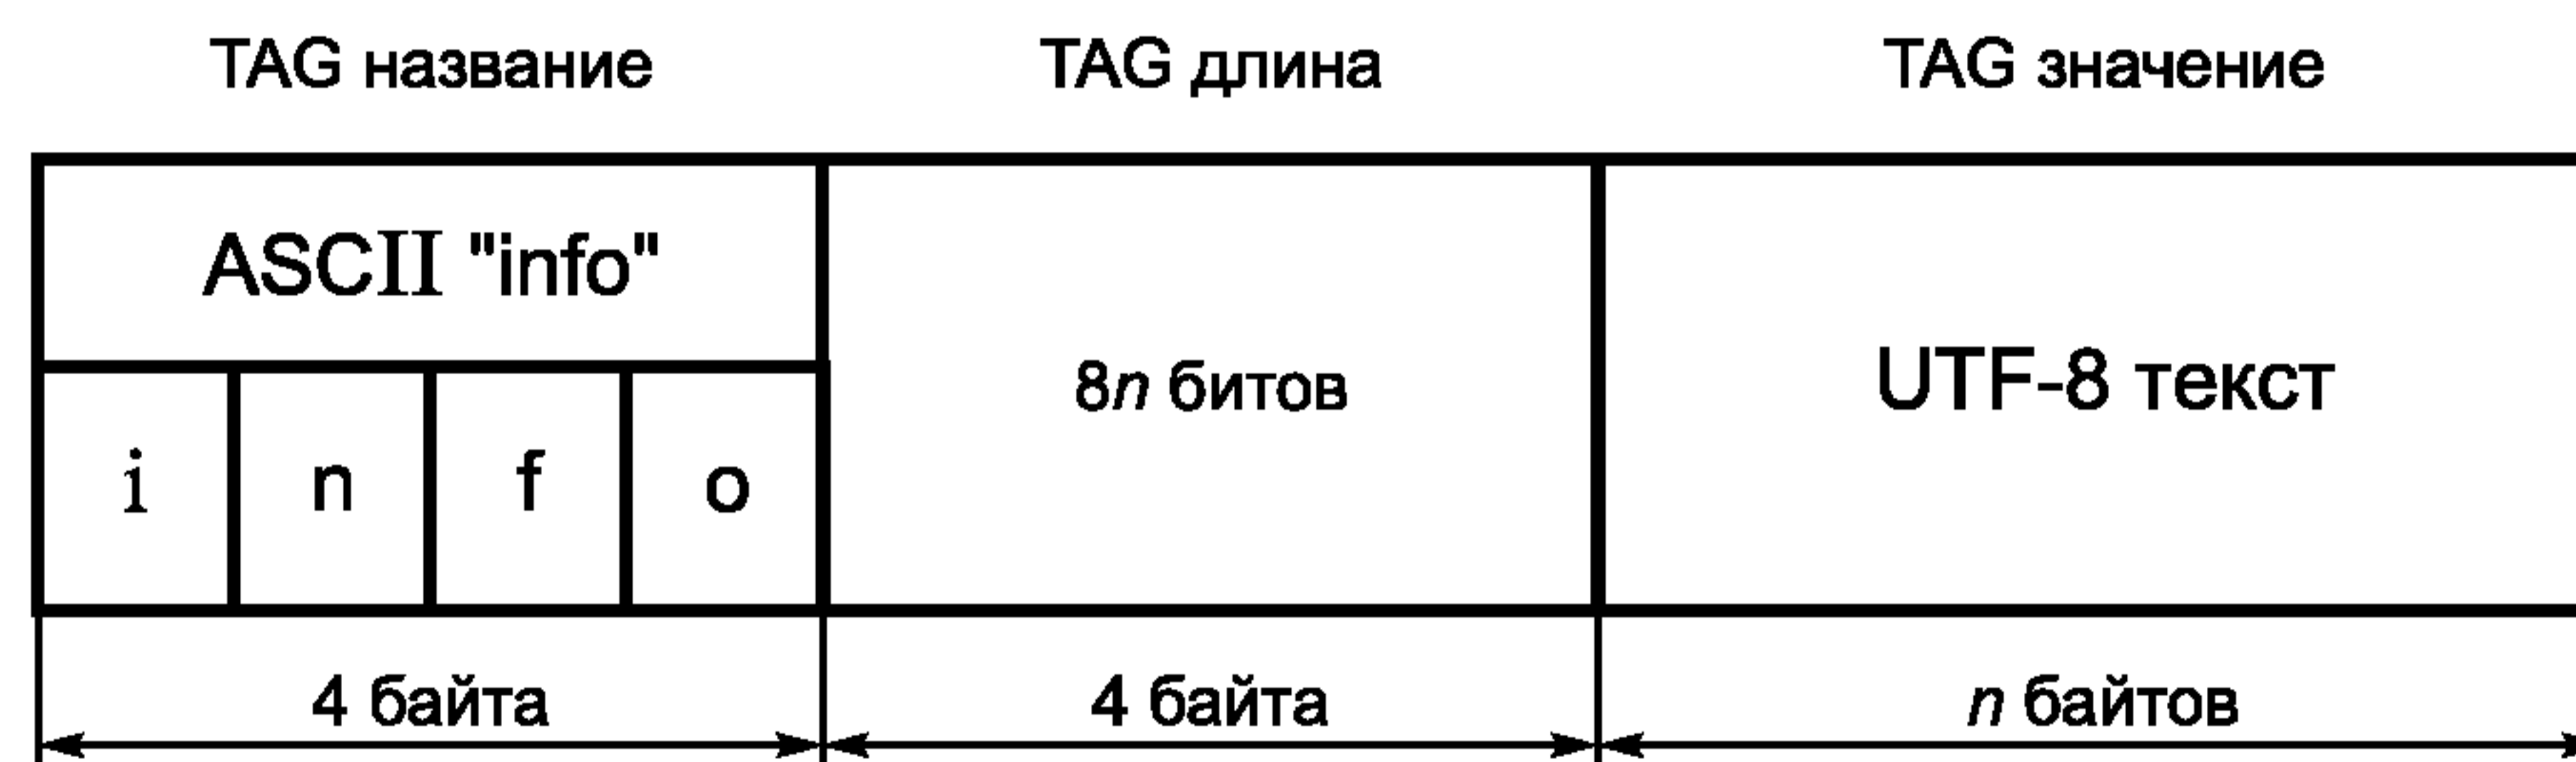 TAG название TAG длина TAG значение
ASCII "info"
8n битов
UTF-8 текст
i n f o
4 байта 4 байта n байтов